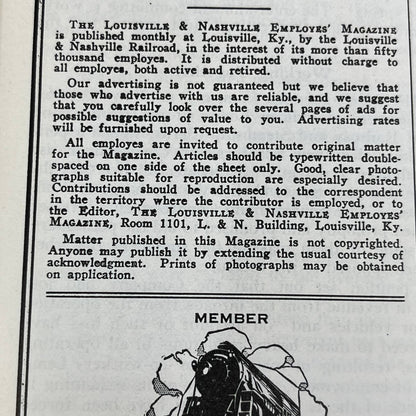 THE LOUISVILLE & NASHVILLE EMPLOYES' MAGAZINE
is published monthly at Louisville, Ky., by the Louisville
& Nashville Railroad, in the interest of its more than fifty
thousand employes. It is distributed without charge to
all employes, both active and retired.
Our advertising is not guaranteed but we believe that
those who advertise with us are reliable, and we suggest
that you carefully look over the several pages of ads for
possible suggestions of value to you. Advertising rates
will be furnished upon request.
All employes are invited to contribute original matter
for the Magazine. Articles should be typewritten double-
spaced on one side of the sheet only. Good, clear photo-
graphs suitable for reproduction are especially desired.
Contributions should be addressed to the correspondent
in the territory where the contributor is employed, or to
the Editor, THE LOUISVILLE & NASHVILLE EMPLOYES'
MAGAZINE, Room 1101, L. & N. Building, Louisville, Ky.
Matter published in this Magazine is not copyrighted.
Anyone may publish it by extending the usual courtesy of
acknowledgment. Prints of photographs may be obtained
on application.
MEMBER